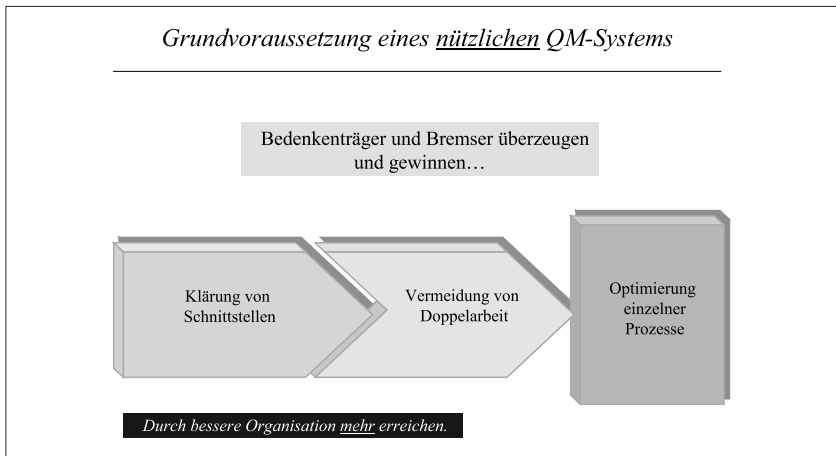 Grundvoraussetzung eines nützlichen QM-Systems
Bedenkenträger und Bremser überzeugen
und gewinnen…
Klärung von
Schnittstellen
Vermeidung von
Doppelarbeit
Optimierung
einzelner
Prozesse
Durch bessere Organisation mehr erreichen.